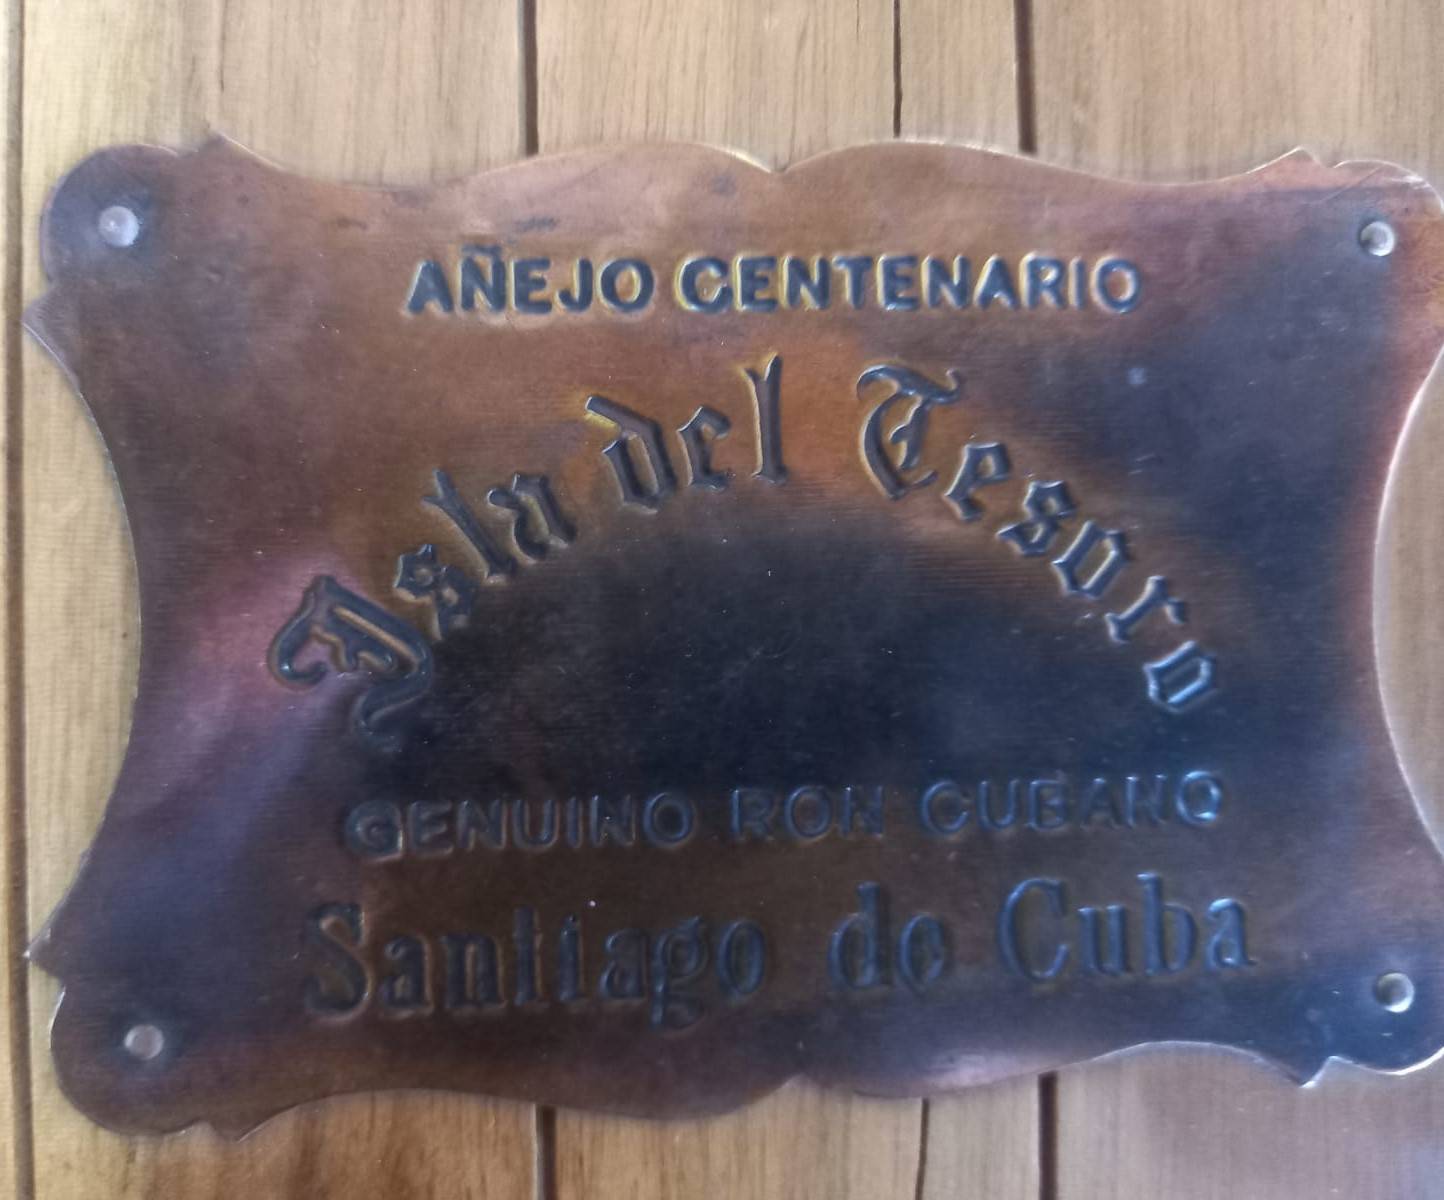 AÑEJO CENTENARIO
Isla del Tesoro
GENUINO RON CUBANO
Santiago de Cuba